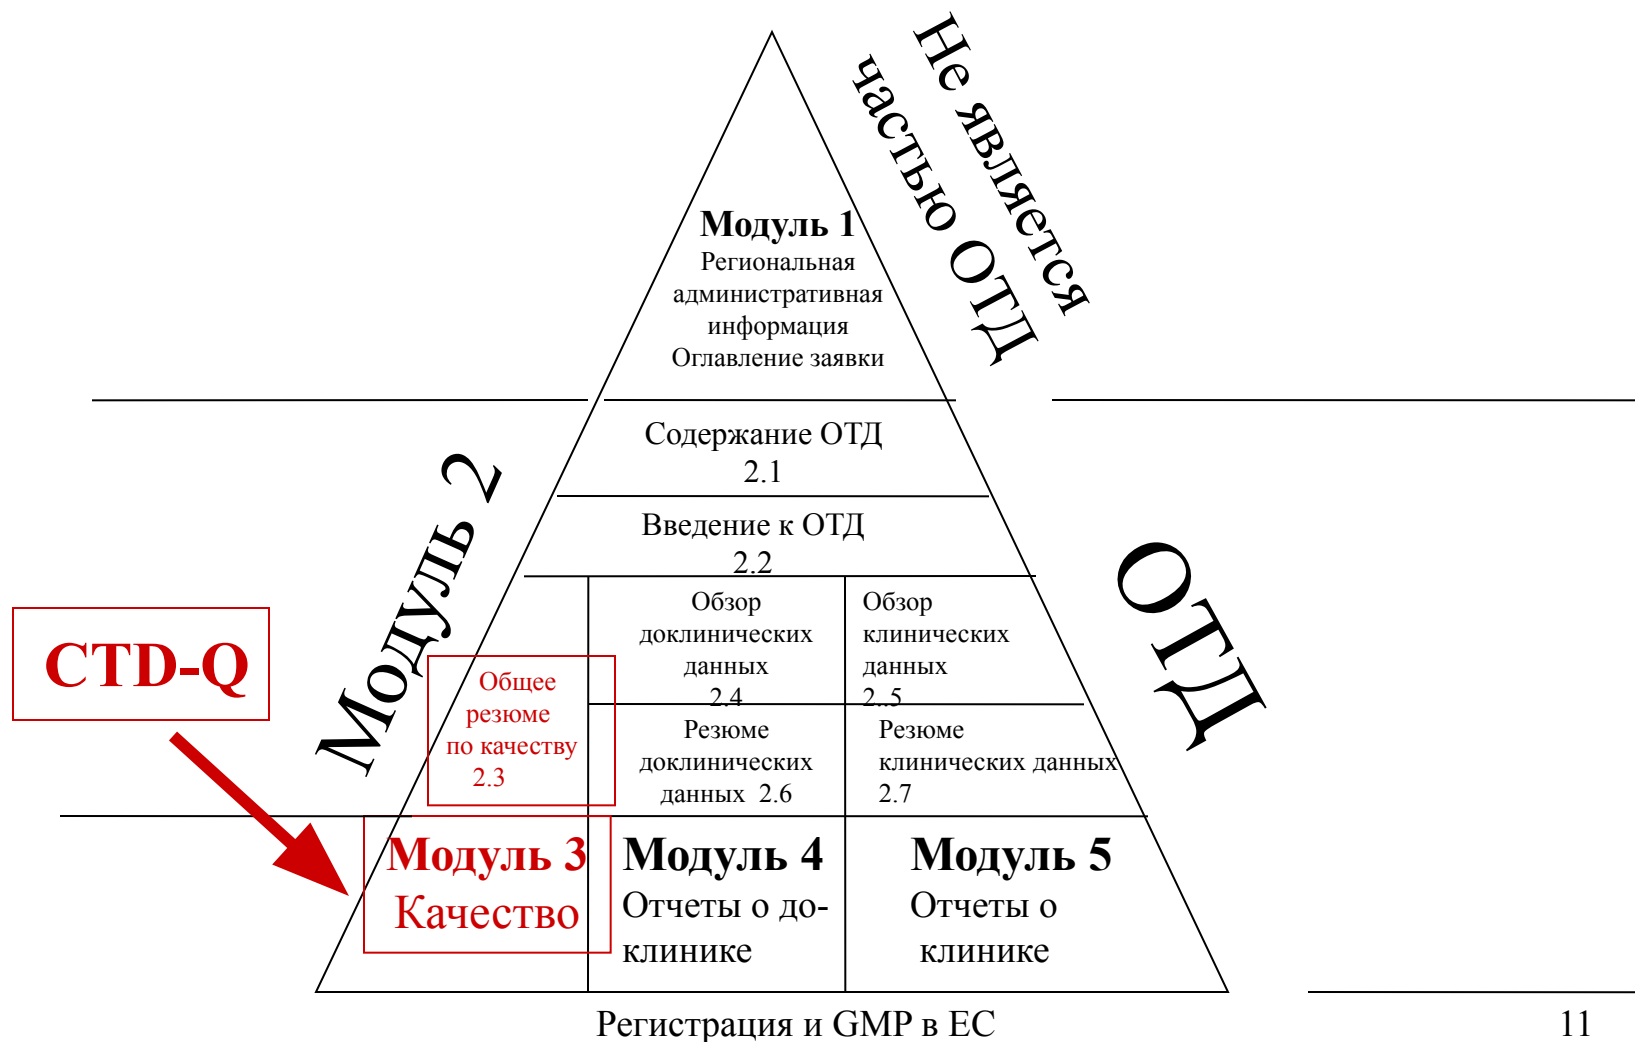 Не является
частью ОТД
Модуль 1
Региональная
административная
информация
Оглавление заявки
Содержание ОТД
2.1
Введение к ОТД
2.2
Модуль 2
ОТД
CTD-Q
Общее
резюме
по качеству
2.3
Обзор
доклинических
данных
2.4
Обзор
клинических
данных
2..5
Резюме
доклинических
данных 2.6
Резюме
клинических данных
2.7
Модуль 3
Качество
Модуль 4
Отчеты о до-
клинике
Модуль 5
Отчеты о
клинике
Регистрация и GMP в ЕС
11